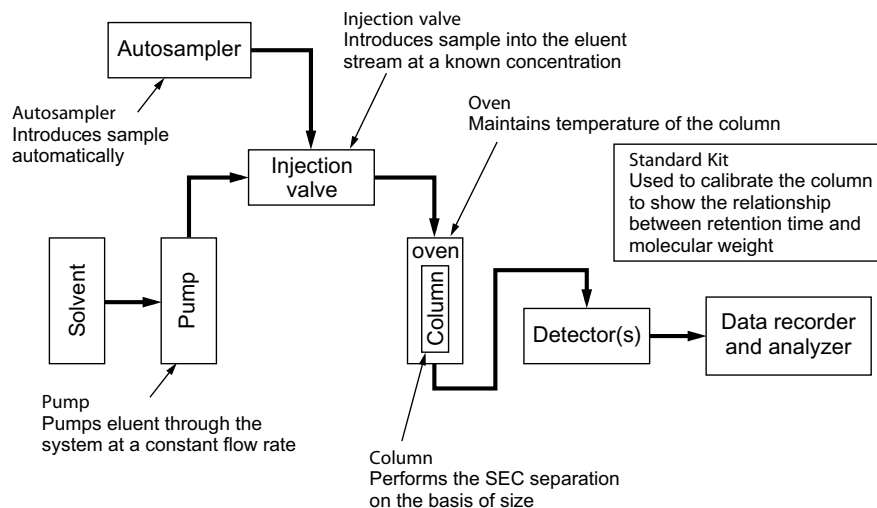 Autosampler
Injection valve
Introduces sample into the eluent
stream at a known concentration
Autosampler
Introduces sample
automatically
Oven
Maintains temperature of the column
Injection
valve
Standard Kit
Used to calibrate the column
to show the relationship
between retention time and
molecular weight
Solvent
Pump
oven
Column
Detector(s)
Data recorder
and analyzer
Pump
Pumps eluent through the
system at a constant flow rate
Column
Performs the SEC separation
on the basis of size